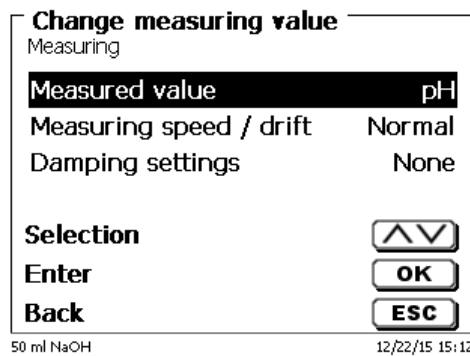 Change measuring value
Measuring
Measured value pH
Measuring speed / drift Normal
Damping settings None
Selection
Enter OK
Back ESC
50 ml NaOH 12/22/15 15:12